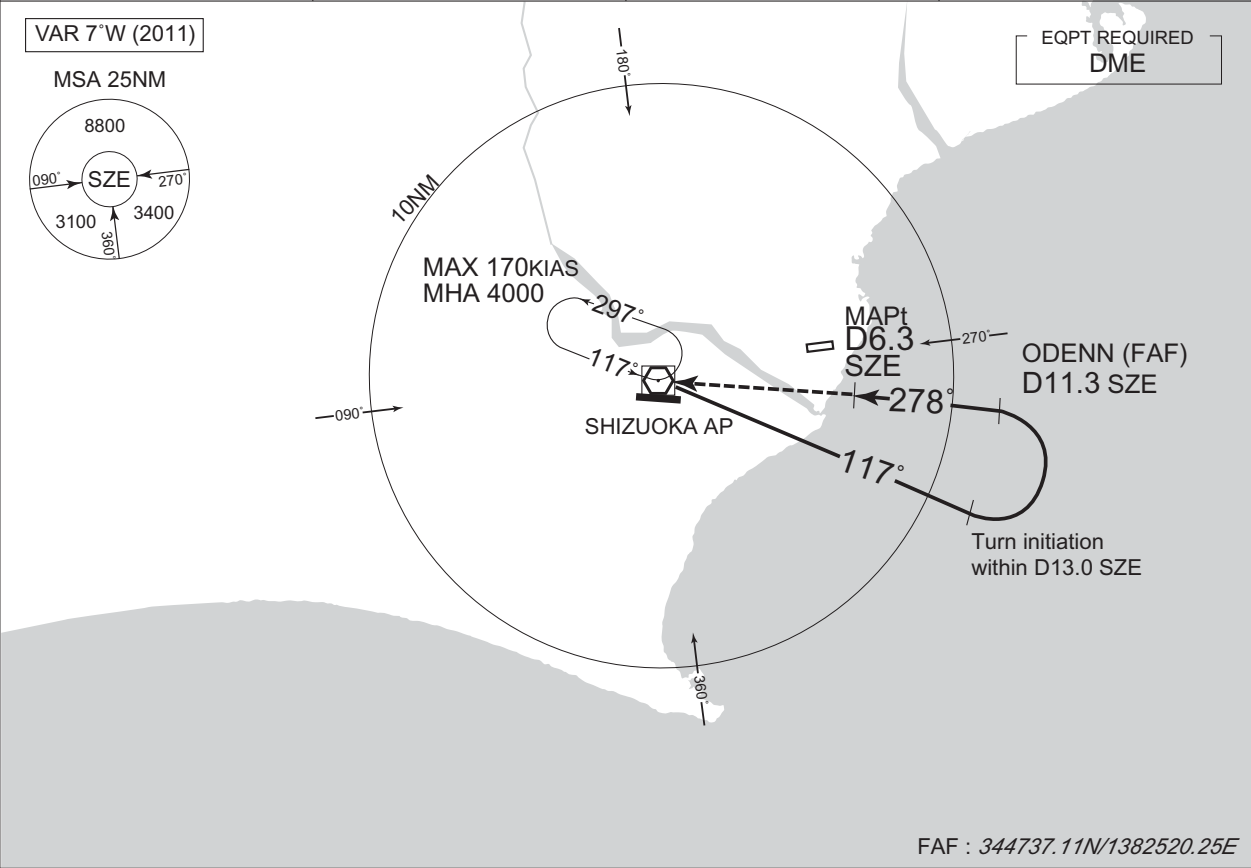 VAR 7°W (2011)
MSA 25NM
8800
090°
SZE
270°
3100
3400
360°
180°
EQPT REQUIRED
DME
10NM
MAX 170KIAS
MHA 4000
297°
117°
MAPt
D6.3
SZE
270°
ODENN (FAF)
D11.3 SZE
278°
090°
SHIZUOKA AP
117°
Turn initiation
within D13.0 SZE
360°
FAF : 344737.11N/1382520.25E